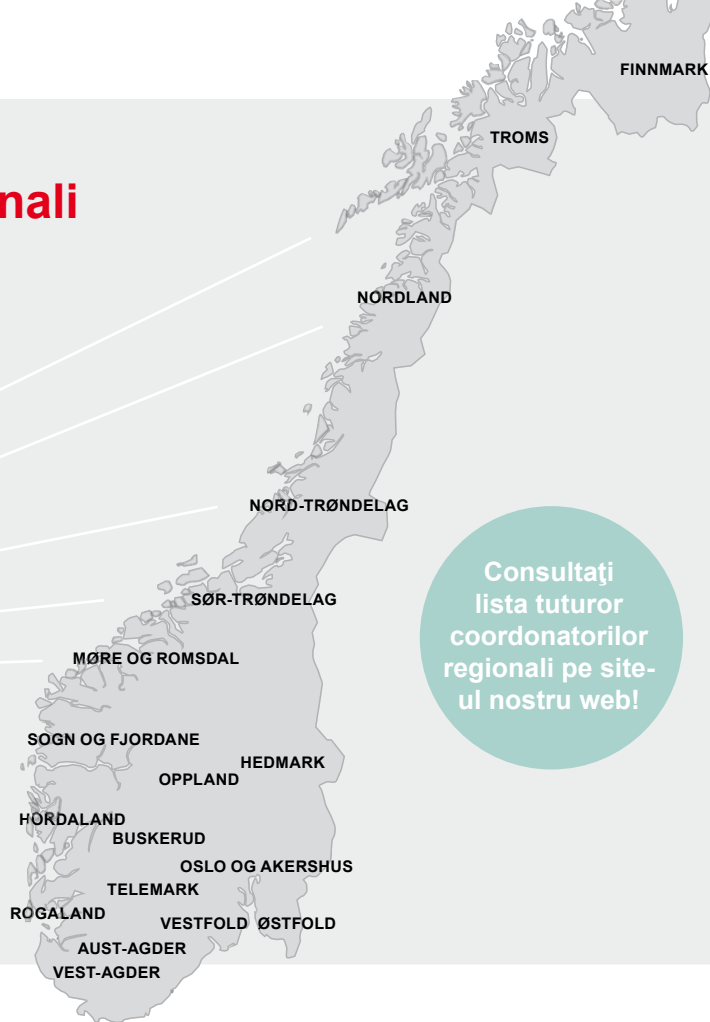 FINNMARK
TROMS
nali
NORDLAND
NORD-TRØNDELAG
Consultaţi
lista tuturor
coordonatorilor
regionali pe site-
ul nostru web!
SØR-TRØNDELAG
MØRE OG ROMSDAL
SOGN OG FJORDANE
HEDMARK
OPPLAND
HORDALAND
BUSKERUD
OSLO OG AKERSHUS
TELEMARK
ROGALAND
VESTFOLD ØSTFOLD
AUST-AGDER
VEST-AGDER